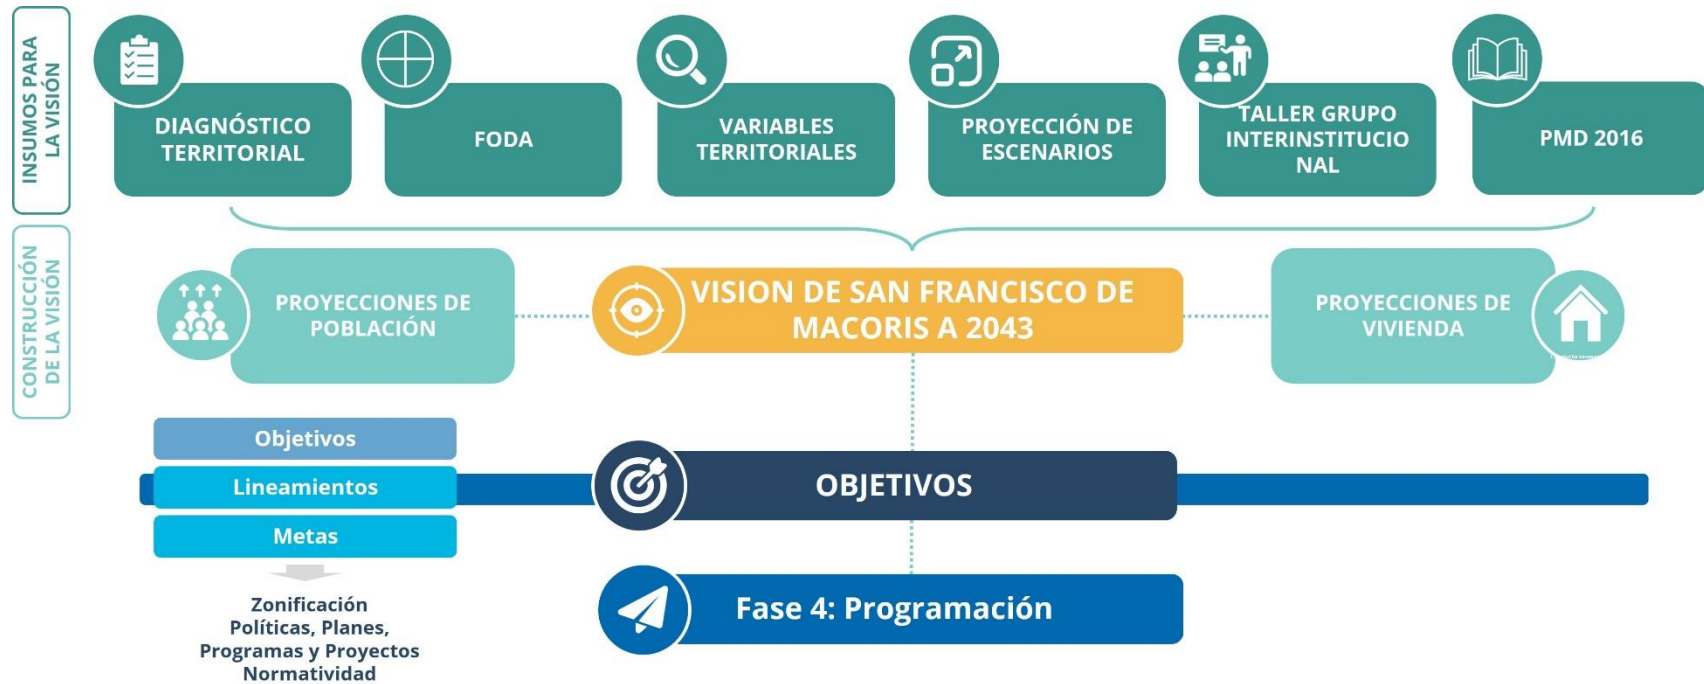 INSUMOS PARA
LA VISIÓN
DIAGNÓSTICO
TERRITORIAL
FODA
VARIABLES
TERRITORIALES
PROYECCIÓN DE
ESCENARIOS
TALLER GRUPO
INTERINSTITUCIO
NAL
PMD 2016
CONSTRUCCIÓN
DE LA VISIÓN
PROYECCIONES DE
POBLACIÓN
VISION DE SAN FRANCISCO DE
MACORIS A 2043
PROYECCIONES DE
VIVIENDA
Objetivos
Lineamientos
Metas
Zonificación
Políticas, Planes,
Programas y Proyectos
Normatividad
OBJETIVOS
Fase 4: Programación